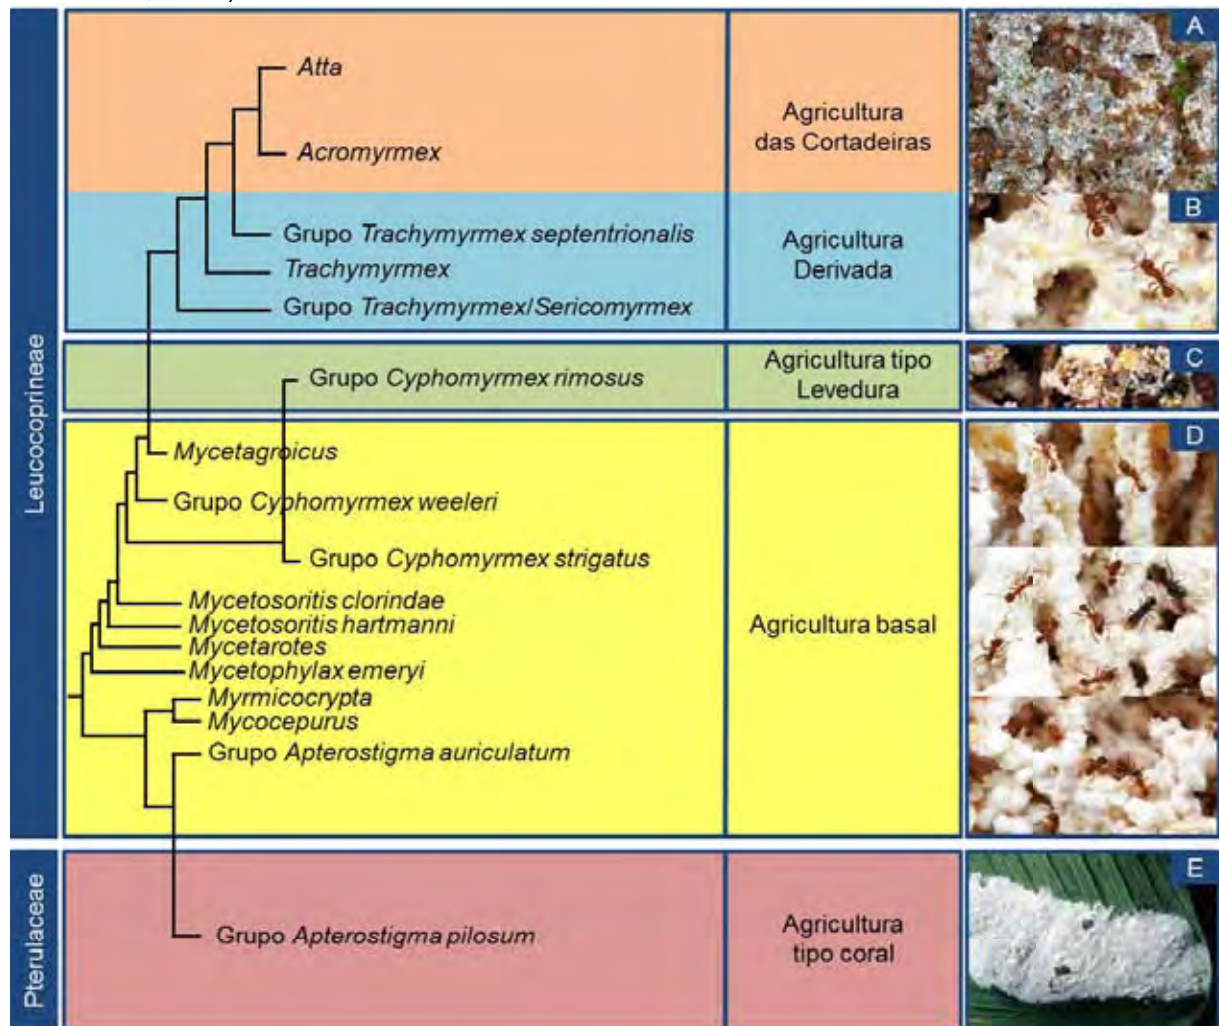 Atta
Acromyrmex
Agricultura
das Cortadeiras
A
Grupo Trachymyrmex septentrionalis
Trachymyrmex
Grupo Trachymyrmex/Sericomyrmex
Agricultura
Derivada
B
Leucoprineae
Grupo Cyphomyrmex rimosus
Agricultura tipo
Levedura
C
Mycetagroicus
Grupo Cyphomyrmex weeleri
Grupo Cyphomyrmex strigatus
Mycetosoritis clorindae
Mycetosoritis hartmanni
Mycetarotes
Mycetophylax emeryi
Myrmicocrypta
Mycocepurus
Grupo Apterostigma auriculatum
Agricultura basal
D
Pterulaceae
Grupo Apterostigma pilosum
Agricultura
tipo coral
E